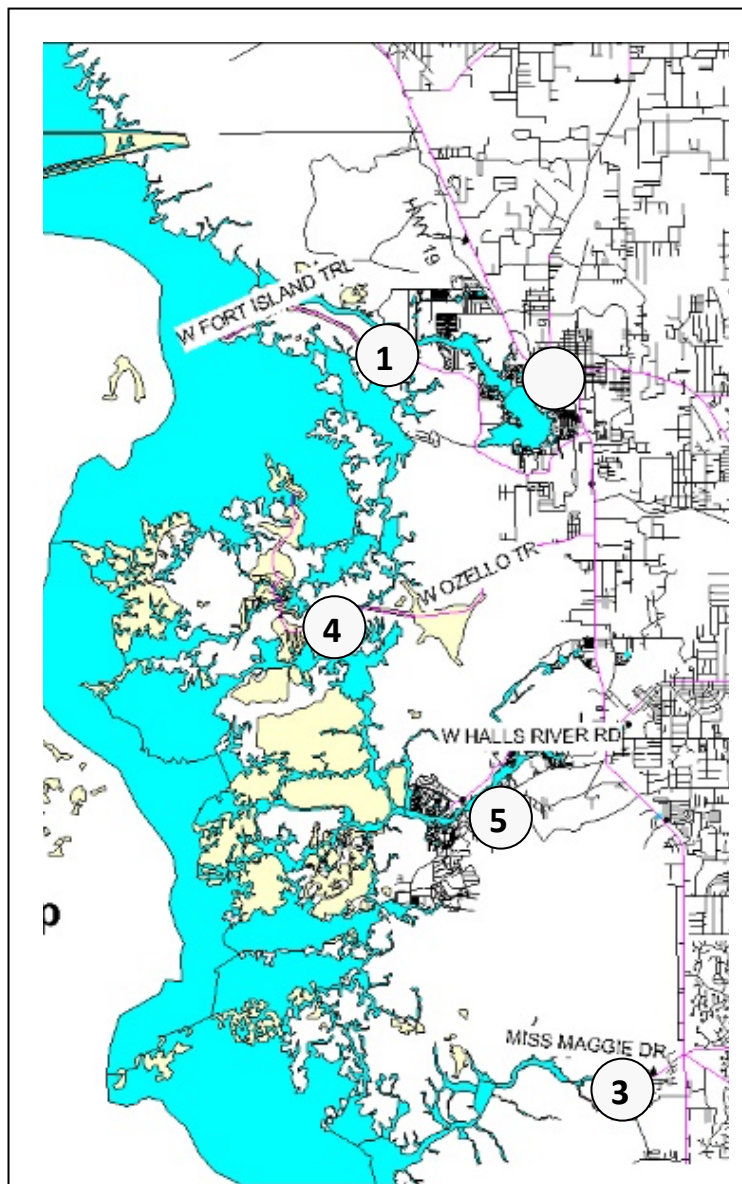 HWY 19
W FORT ISLAND TRL
1
W OZELLO TR
4
W HALLS RIVER RD
5
p
MISS MAGGIE DR
3